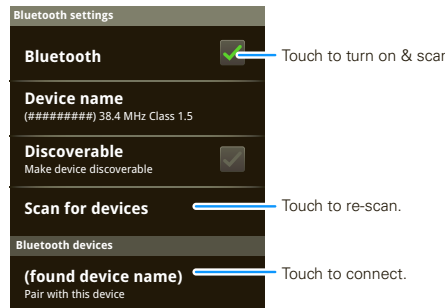 Bluetooth settings
Bluetooth
Touch to turn on & scan
Device name
(#########) 38.4 MHz Class 1.5
Discoverable
Make device discoverable
Scan for devices
Touch to re-scan.
Bluetooth devices
(found device name)
Touch to connect.
Pair with this device